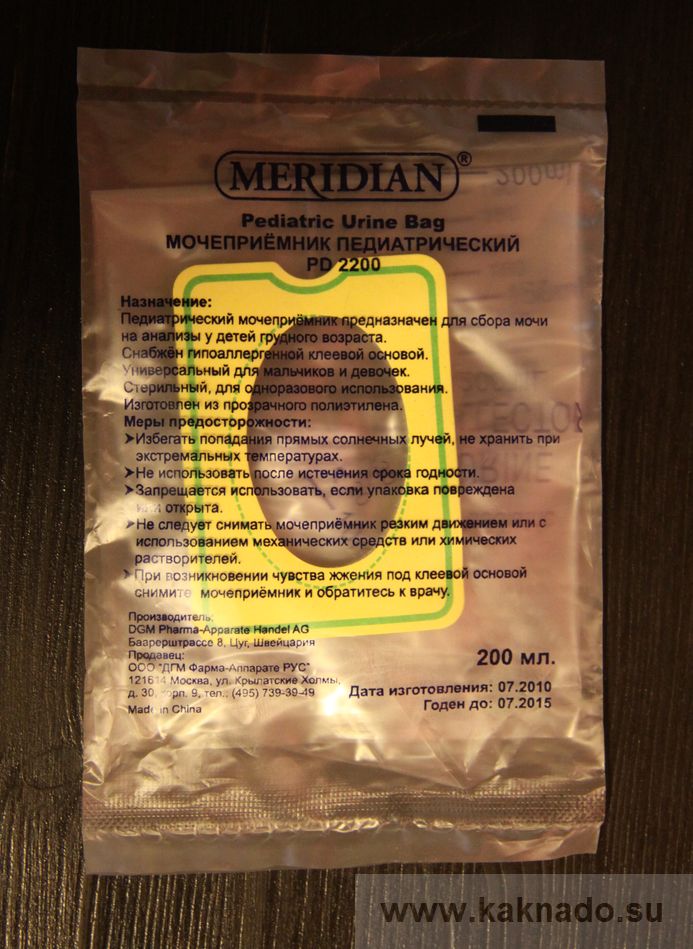 MERIDIAN®
200ml
Pediatric Urine Bag
МОЧЕПРИЁМНИК ПЕДИАТРИЧЕСКИЙ
PD 2200
Назначение:
Педиатрический мочеприёмник предназначен для сбора мочи
на анализы у детей грудного возраста.
Снабжён гипоаллергенной клеевой основой.
Универсальный для мальчиков и девочек.
Стерильный, для одноразового использования.
Изготовлен из прозрачного полиэтилена.
Меры предосторожности:
➤Избегать попадания прямых солнечных лучей, не хранить при
экстремальных температурах.
➤Не использовать после истечения срока годности.
➤Запрещается использовать, если упаковка повреждена
или открыта.
➤Не следует снимать мочеприёмник резким движением или с
использованием механических средств или химических
растворителей.
➤При возникновении чувства жжения под клеевой основой
снимите мочеприёмник и обратитесь к врачу.
Производитель:
DGM Pharma-Apparate Handel AG
Баарерштрассе 8, Цуг, Швейцария
Продавец:
ООО "ДГМ Фарма-Аппарате РУС"
121614 Москва, ул. Крылатские Холмы,
д. 30, корп. 9, тел., (495) 739-39-49
Made in China
200 мл.
Дата изготовления: 07.2010
Годен до: 07.2015
www.kaknado.su